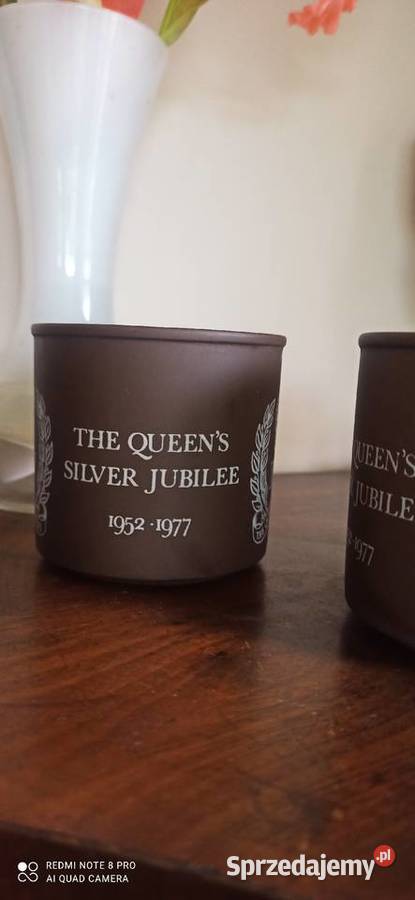 THE QUEEN'S
SILVER JUBILEE
1952·1977
QUEEN'S
JUBILEE
-1977
REDMI NOTE 8 PRO
AI QUAD CAMERA
Sprzedajemy.pl